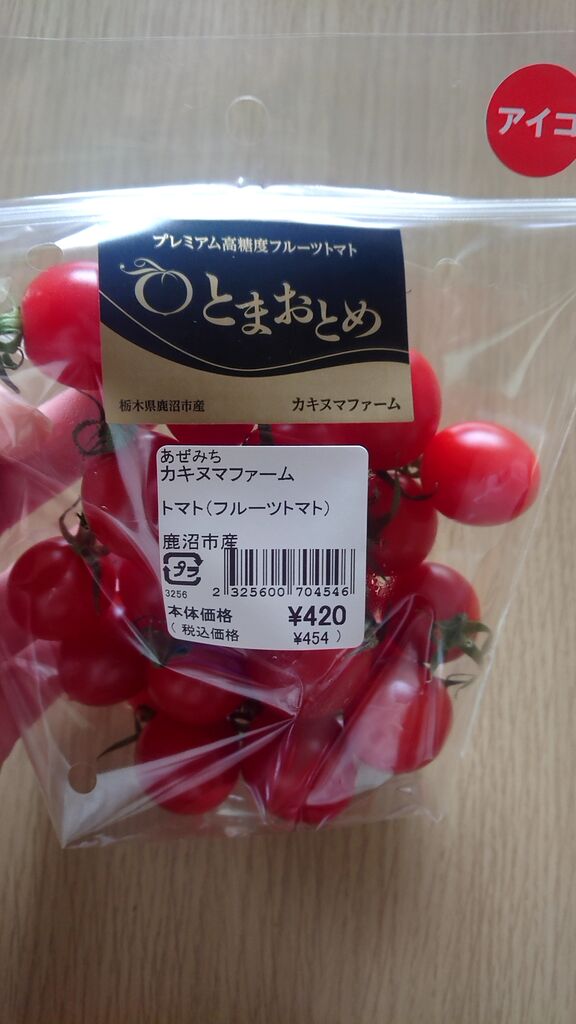 アイコ
プレミアム高糖度フルーツトマト
とまおとめ
栃木県鹿沼市産
カキヌマファーム
あぜみち
カキヌマファーム
トマト(フルーツトマト)
鹿沼市産
プラ
3256
2 325600 704546
本体価格 ¥420
( 税込価格 ¥454 )